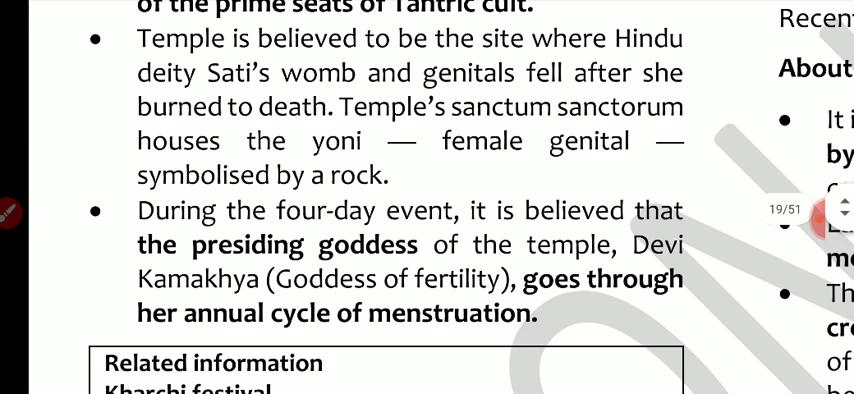 of the prime seats of Tantric cult.
• Temple is believed to be the site where Hindu
deity Sati's womb and genitals fell after she
burned to death. Temple's sanctum sanctorum
houses the yoni — female genital —
symbolised by a rock.
• During the four-day event, it is believed that
the presiding goddess of the temple, Devi
Kamakhya (Goddess of fertility), goes through
her annual cycle of menstruation.
Related information
Kharchi festival
Recen
About
• It i
by
19/51
•
me
• Th
cre
of